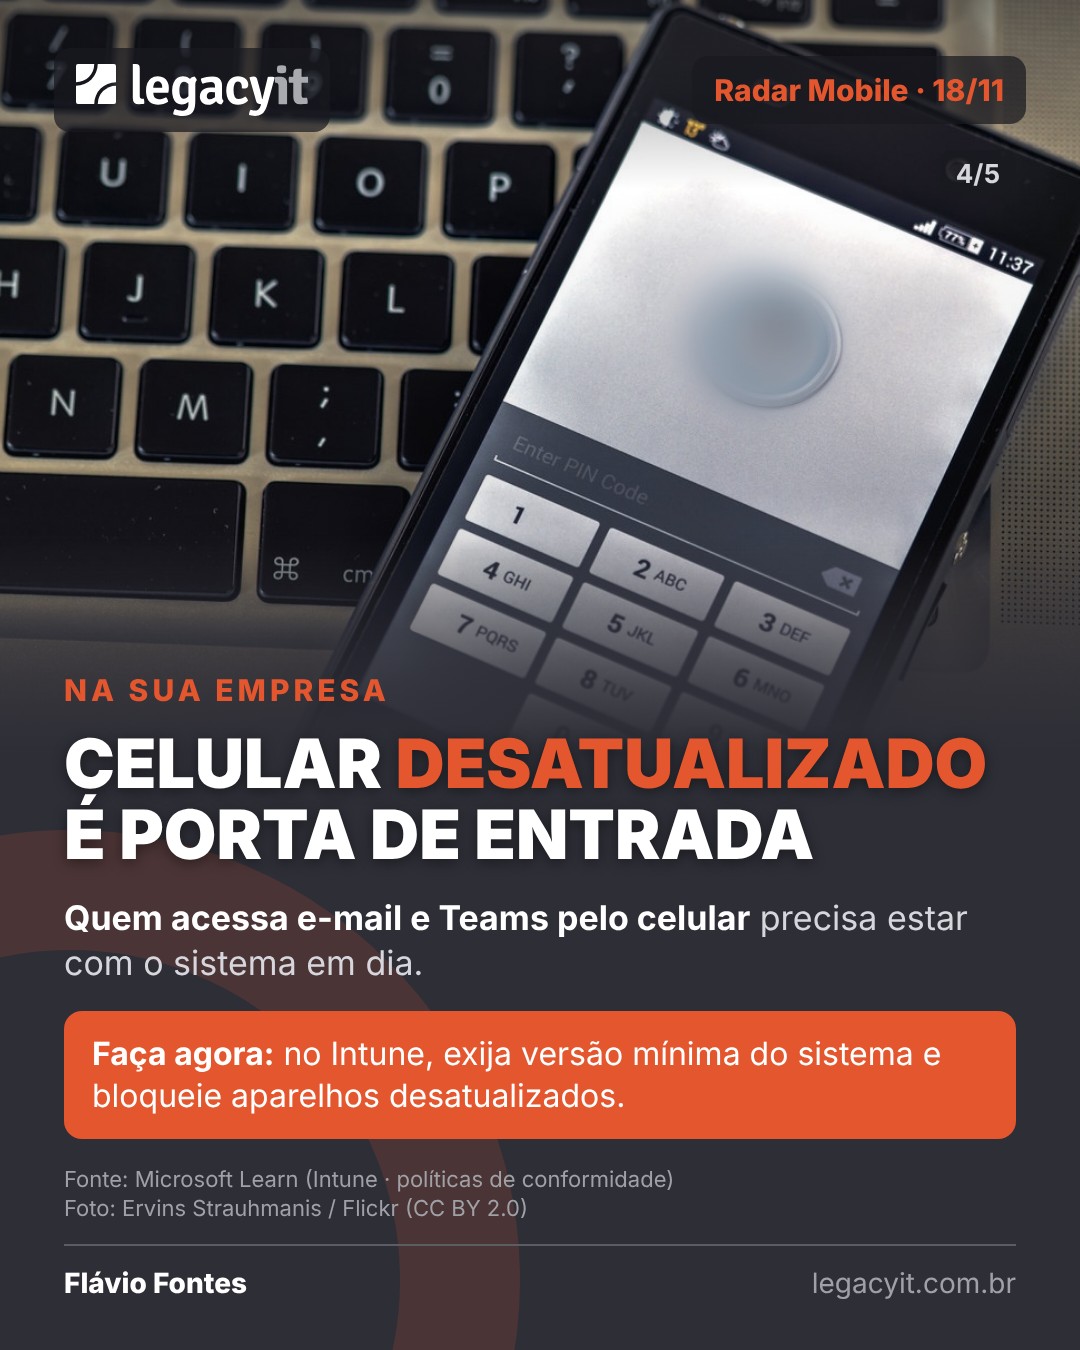 legacyit
Radar Mobile · 18/11
4/5
77%
11:37
U I O P
H J K L
N M ; ,
⌘ cm
Enter PIN Code
1
2 ABC
3 DEF
4 GHI
5 JKL
6 MNO
7 PQRS
8 TUV
NA SUA EMPRESA
CELULAR DESATUALIZADO
É PORTA DE ENTRADA
Quem acessa e-mail e Teams pelo celular precisa estar
com o sistema em dia.
Faça agora: no Intune, exija versão mínima do sistema e
bloqueie aparelhos desatualizados.
Fonte: Microsoft Learn (Intune · políticas de conformidade)
Foto: Ervins Strauhmanis / Flickr (CC BY 2.0)
Flávio Fontes
legacyit.com.br